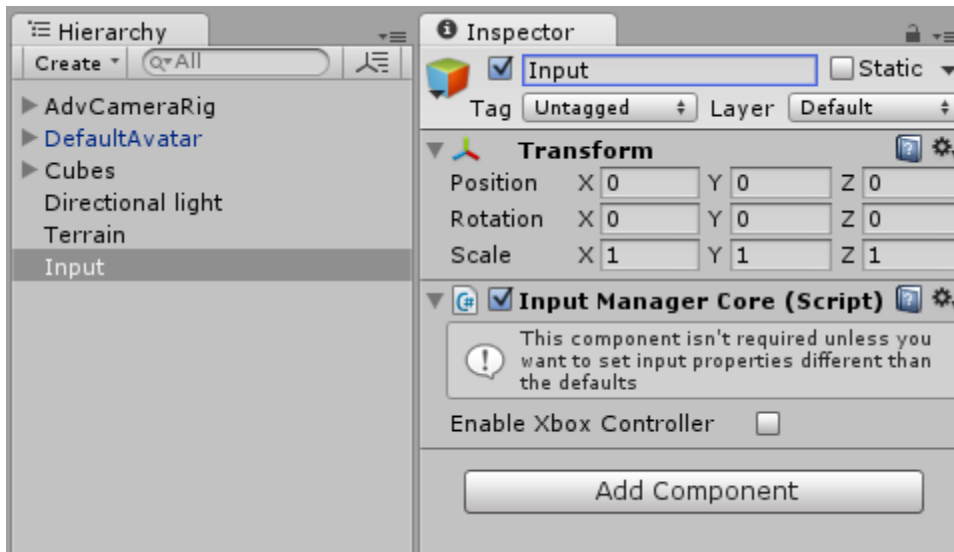 Hierarchy
Create All
AdvCameraRig
DefaultAvatar
Cubes
Directional light
Terrain
Input
Inspector
Input Static
Tag Untagged Layer Default
Transform
Position X 0 Y 0 Z 0
Rotation X 0 Y 0 Z 0
Scale X 1 Y 1 Z 1
C# Input Manager Core (Script)
This component isn't required unless you
want to set input properties different than
the defaults
Enable Xbox Controller
Add Component